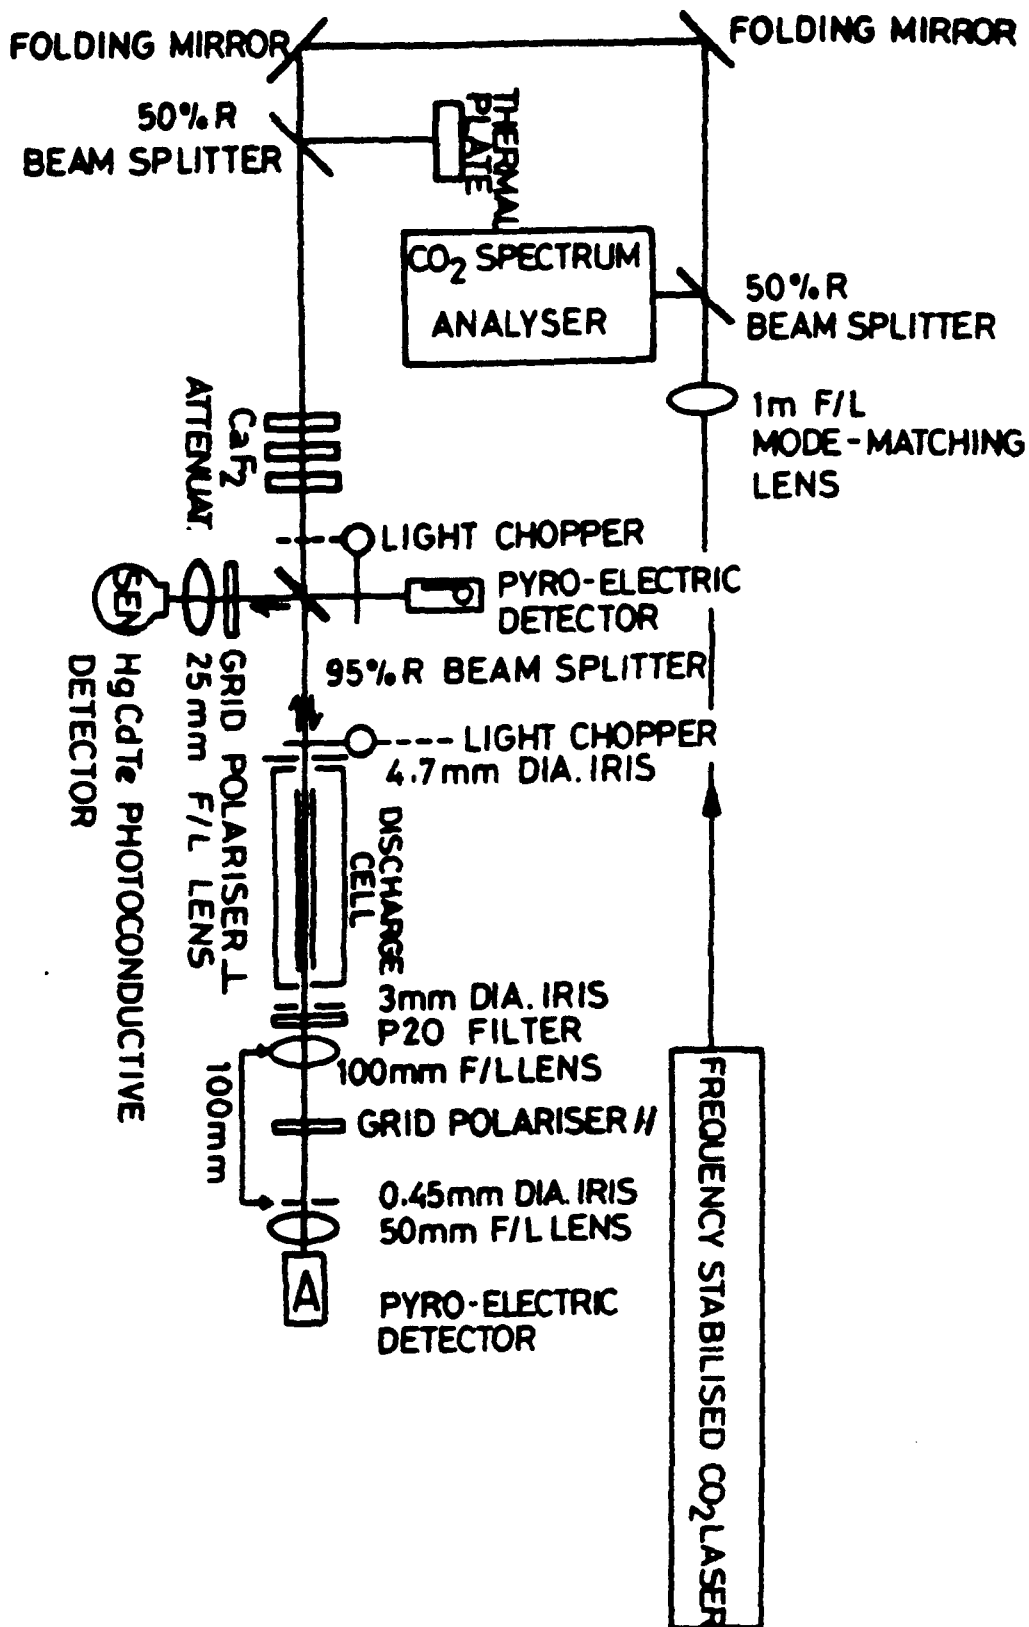 FOLDING MIRROR
FOLDING MIRROR
50% R
BEAM SPLITTER
THERMAL
PLATE
CO2 SPECTRUM
ANALYSER
50% R
BEAM SPLITTER
1m F/L
MODE-MATCHING
LENS
CaF2
ATTENUAT.
LIGHT CHOPPER
PYRO-ELECTRIC
DETECTOR
SEN
HgCdTe PHOTOCONDUCTIVE
DETECTOR
GRID POLARISER ⊥
25mm F/L LENS
95% R BEAM SPLITTER
LIGHT CHOPPER
4.7mm DIA. IRIS
DISCHARGE
CELL
3mm DIA. IRIS
P20 FILTER
100mm F/L LENS
100mm
GRID POLARISER //
0.45mm DIA. IRIS
50mm F/L LENS
A
PYRO-ELECTRIC
DETECTOR
FREQUENCY STABILISED CO2 LASER